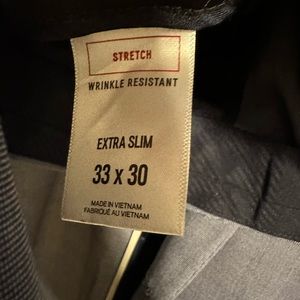 STRETCH
WRINKLE RESISTANT
EXTRA SLIM
33 x 30
MADE IN VIETNAM
FABRIQUÉ AU VIETNAM